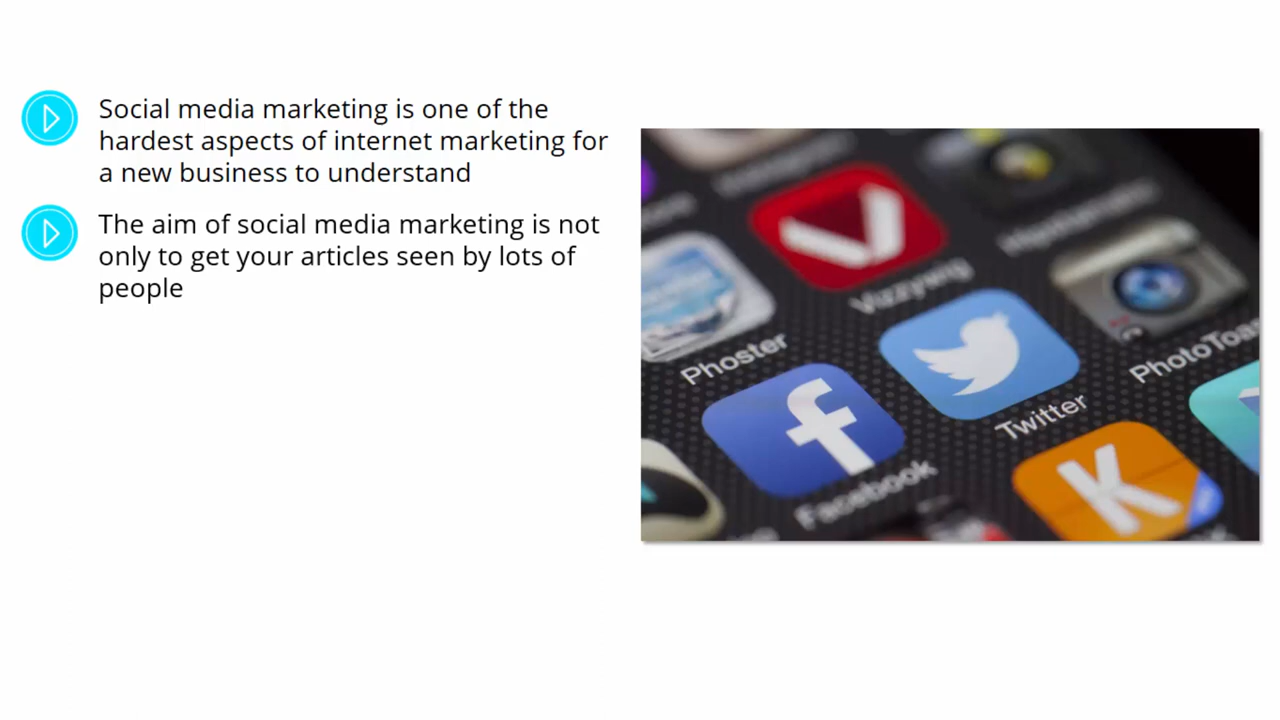 Social media marketing is one of the
hardest aspects of internet marketing for
a new business to understand
The aim of social media marketing is not
only to get your articles seen by lots of
people
Vizzywig
Phoster
PhotoToas
Twitter
Facebook